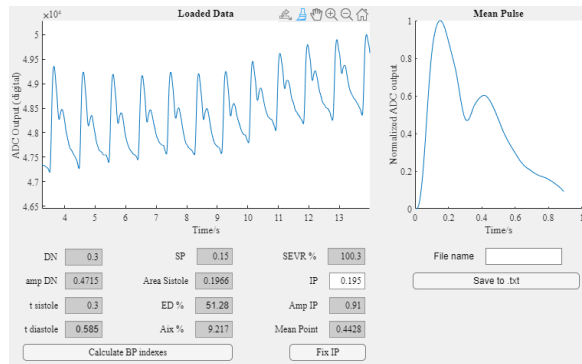 Loaded Data
×10⁴
5
4.95
4.9
4.85
4.8
4.75
4.7
4.65
ADC Output (digital)
4 5 6 7 8 9 10 11 12 13
Time/s
Mean Pulse
1
0.8
0.6
0.4
0.2
0
Normalized ADC output
0 0.2 0.4 0.6 0.8 1
Time/s
DN 0.3 SP 0.15 SEVR % 100.3 File name
amp DN 0.4715 Area Sistole 0.1966 IP 0.195 Save to .txt
t sistole 0.3 ED % 51.28 Amp IP 0.91
t diastole 0.585 Aix % 9.217 Mean Point 0.4428
Calculate BP indexes Fix IP